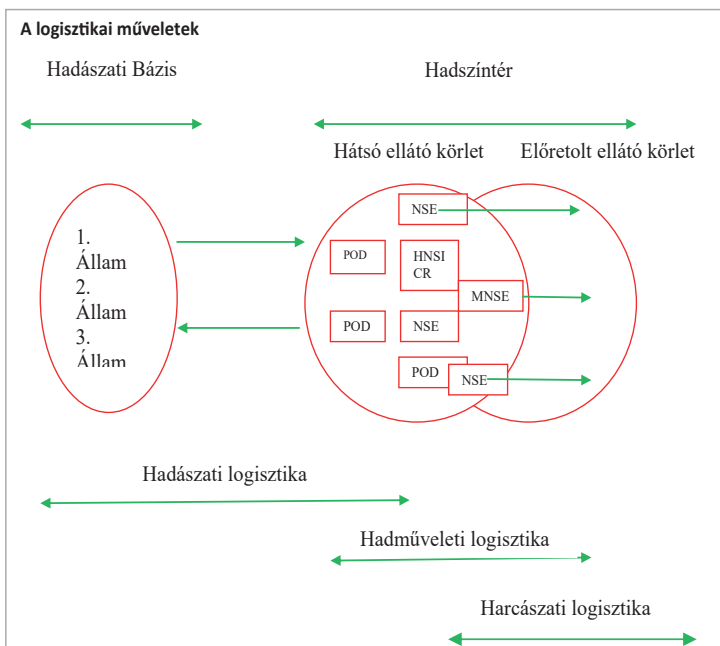 A logisztikai műveletek
Hadászati Bázis
Hadszíntér
Hátsó ellátó körlet
Előretolt ellátó körlet
1.
Állam
2.
Állam
3.
Állam
NSE
POD
HNSI
CR
MNSE
POD
NSE
POD
NSE
Hadászati logisztika
Hadműveleti logisztika
Harcászati logisztika